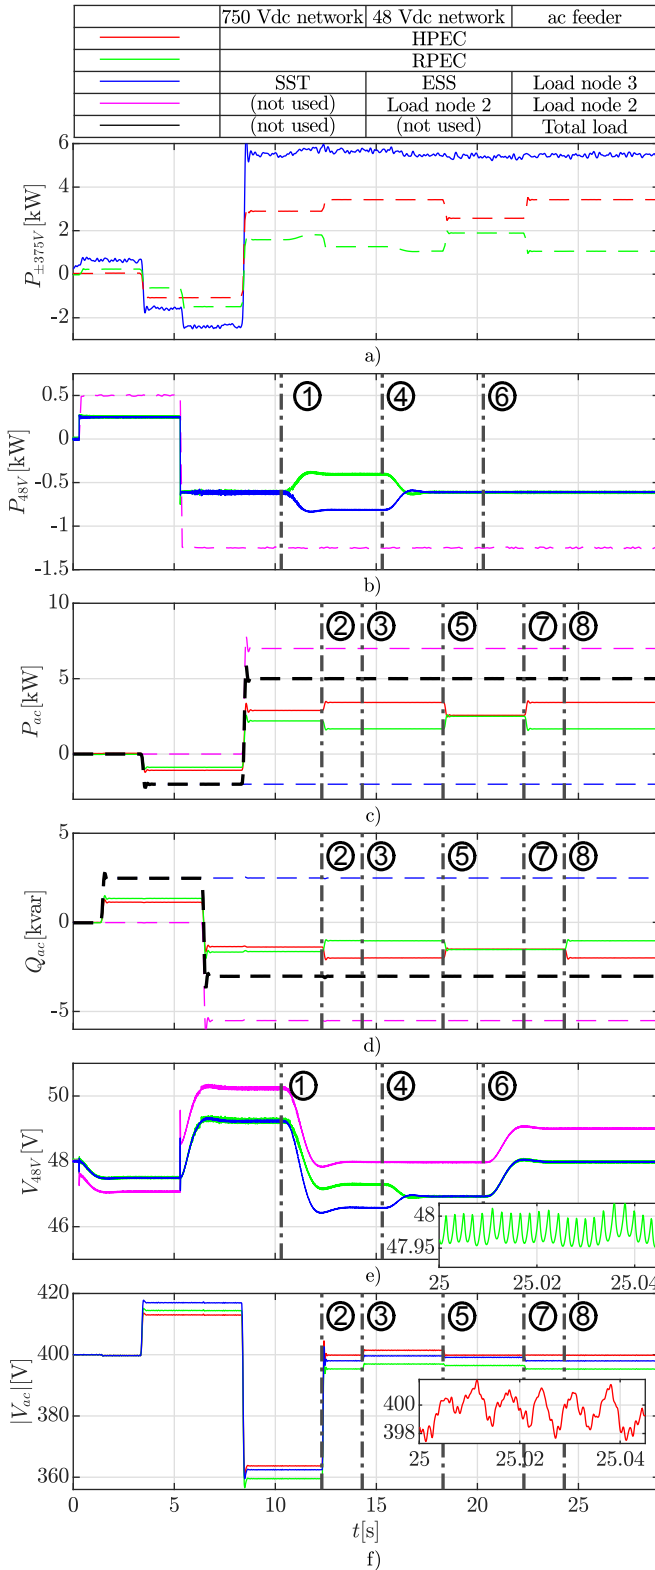 750 Vdc network 48 Vdc network ac feeder
HPEC
RPEC
SST ESS Load node 3
(not used) Load node 2 Load node 2
(not used) (not used) Total load
P±375V [kW]
6
4
2
0
-2
a)
P48V [kW]
0.5
0
-0.5
-1
-1.5
1 4 6
b)
Pac [kW]
10
5
0
2 3 5 7 8
c)
Qac [kvar]
5
0
-5
2 3 5 7 8
d)
V48V [V]
50
48
46
1 4 6
48
47.95
25 25.02 25.04
e)
|Vac| [V]
420
400
380
360
2 3 5 7 8
400
398
25 25.02 25.04
0 5 10 15 20 25
t[s]
f)